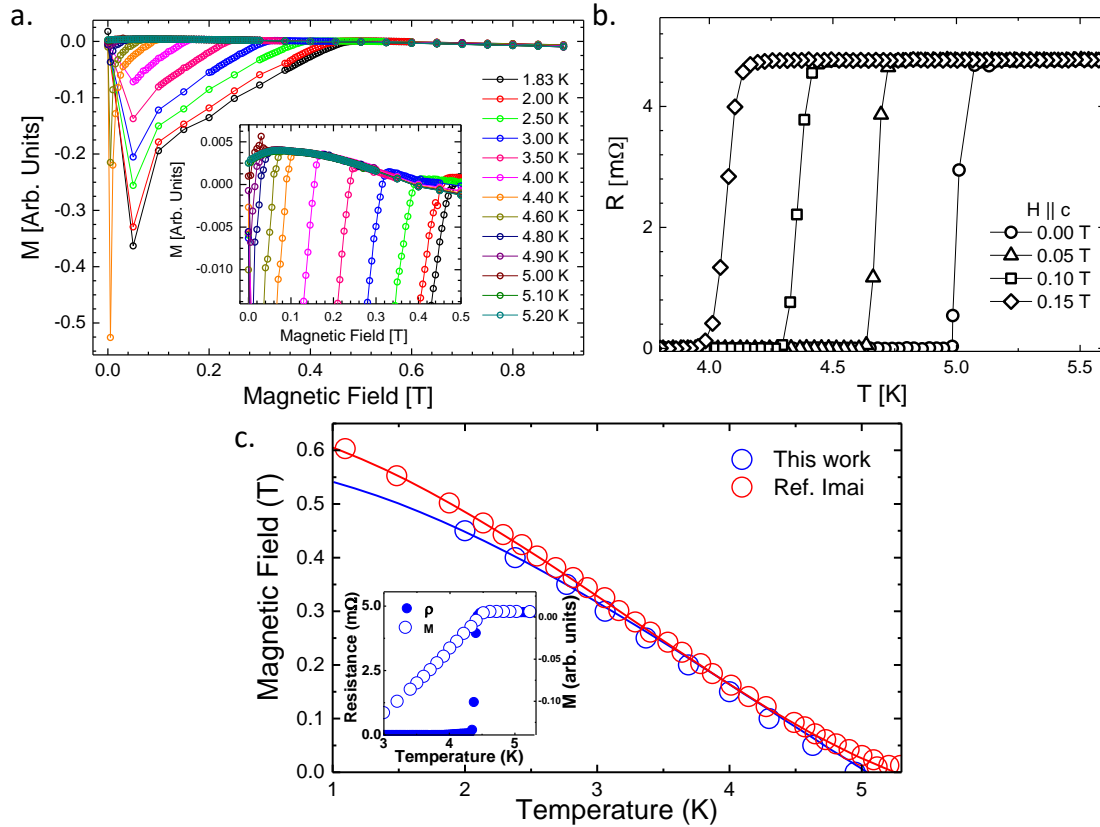 a.
M [Arb. Units]
0.0
-0.1
-0.2
-0.3
-0.4
-0.5
0.0 0.2 0.4 0.6 0.8
Magnetic Field [T]
1.83 K
2.00 K
2.50 K
3.00 K
3.50 K
4.00 K
4.40 K
4.60 K
4.80 K
4.90 K
5.00 K
5.10 K
5.20 K
M [Arb. Units]
0.005
0.000
-0.005
-0.010
0.0 0.1 0.2 0.3 0.4 0.5
Magnetic Field [T]
b.
R [mΩ]
4
2
0
4.0 4.5 5.0 5.5
T [K]
H || c
0.00 T
0.05 T
0.10 T
0.15 T
c.
Magnetic Field (T)
0.6
0.5
0.4
0.3
0.2
0.1
0.0
1 2 3 4 5
Temperature (K)
This work
Ref. Imai
Resistance (mΩ)
5.0
2.5
0.0
3 4 5
Temperature (K)
ρ
M
0.00
-0.05
-0.10
M (arb. units)